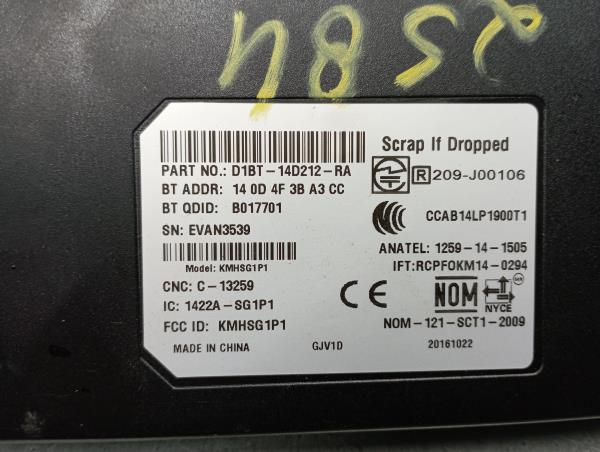 2584
Scrap If Dropped
PART NO.: D1BT-14D212-RA
BT ADDR: 14 0D 4F 3B A3 CC
R 209-J00106
BT QDID: B017701
CCAB14LP1900T1
SN: EVAN3539
ANATEL: 1259-14-1505
Model: KMHSG1P1
IFT:RCPFOKM14-0294
CNC: C-13259
IC: 1422A-SG1P1
CE
NOM
NYCE
FCC ID: KMHSG1P1
NOM-121-SCT1-2009
MADE IN CHINA
GJV1D
20161022